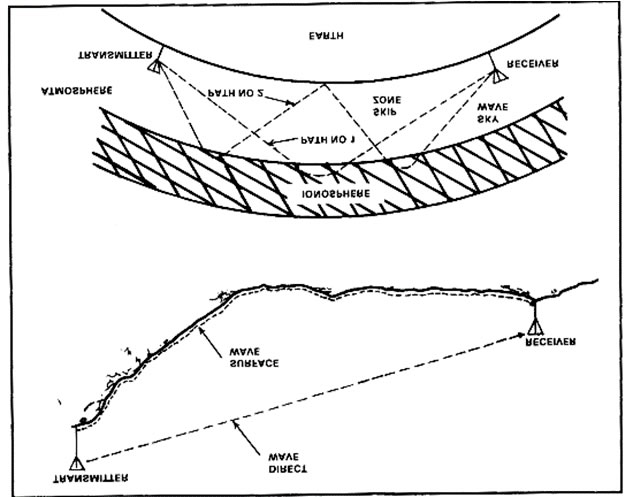 TRANSMITTER
DIRECT
WAVE
SURFACE
WAVE
RECEIVER
IONOSPHERE
PATH NO 1
SKY
WAVE
SKIP
ZONE
PATH NO 2
ATMOSPHERE
TRANSMITTER
RECEIVER
EARTH